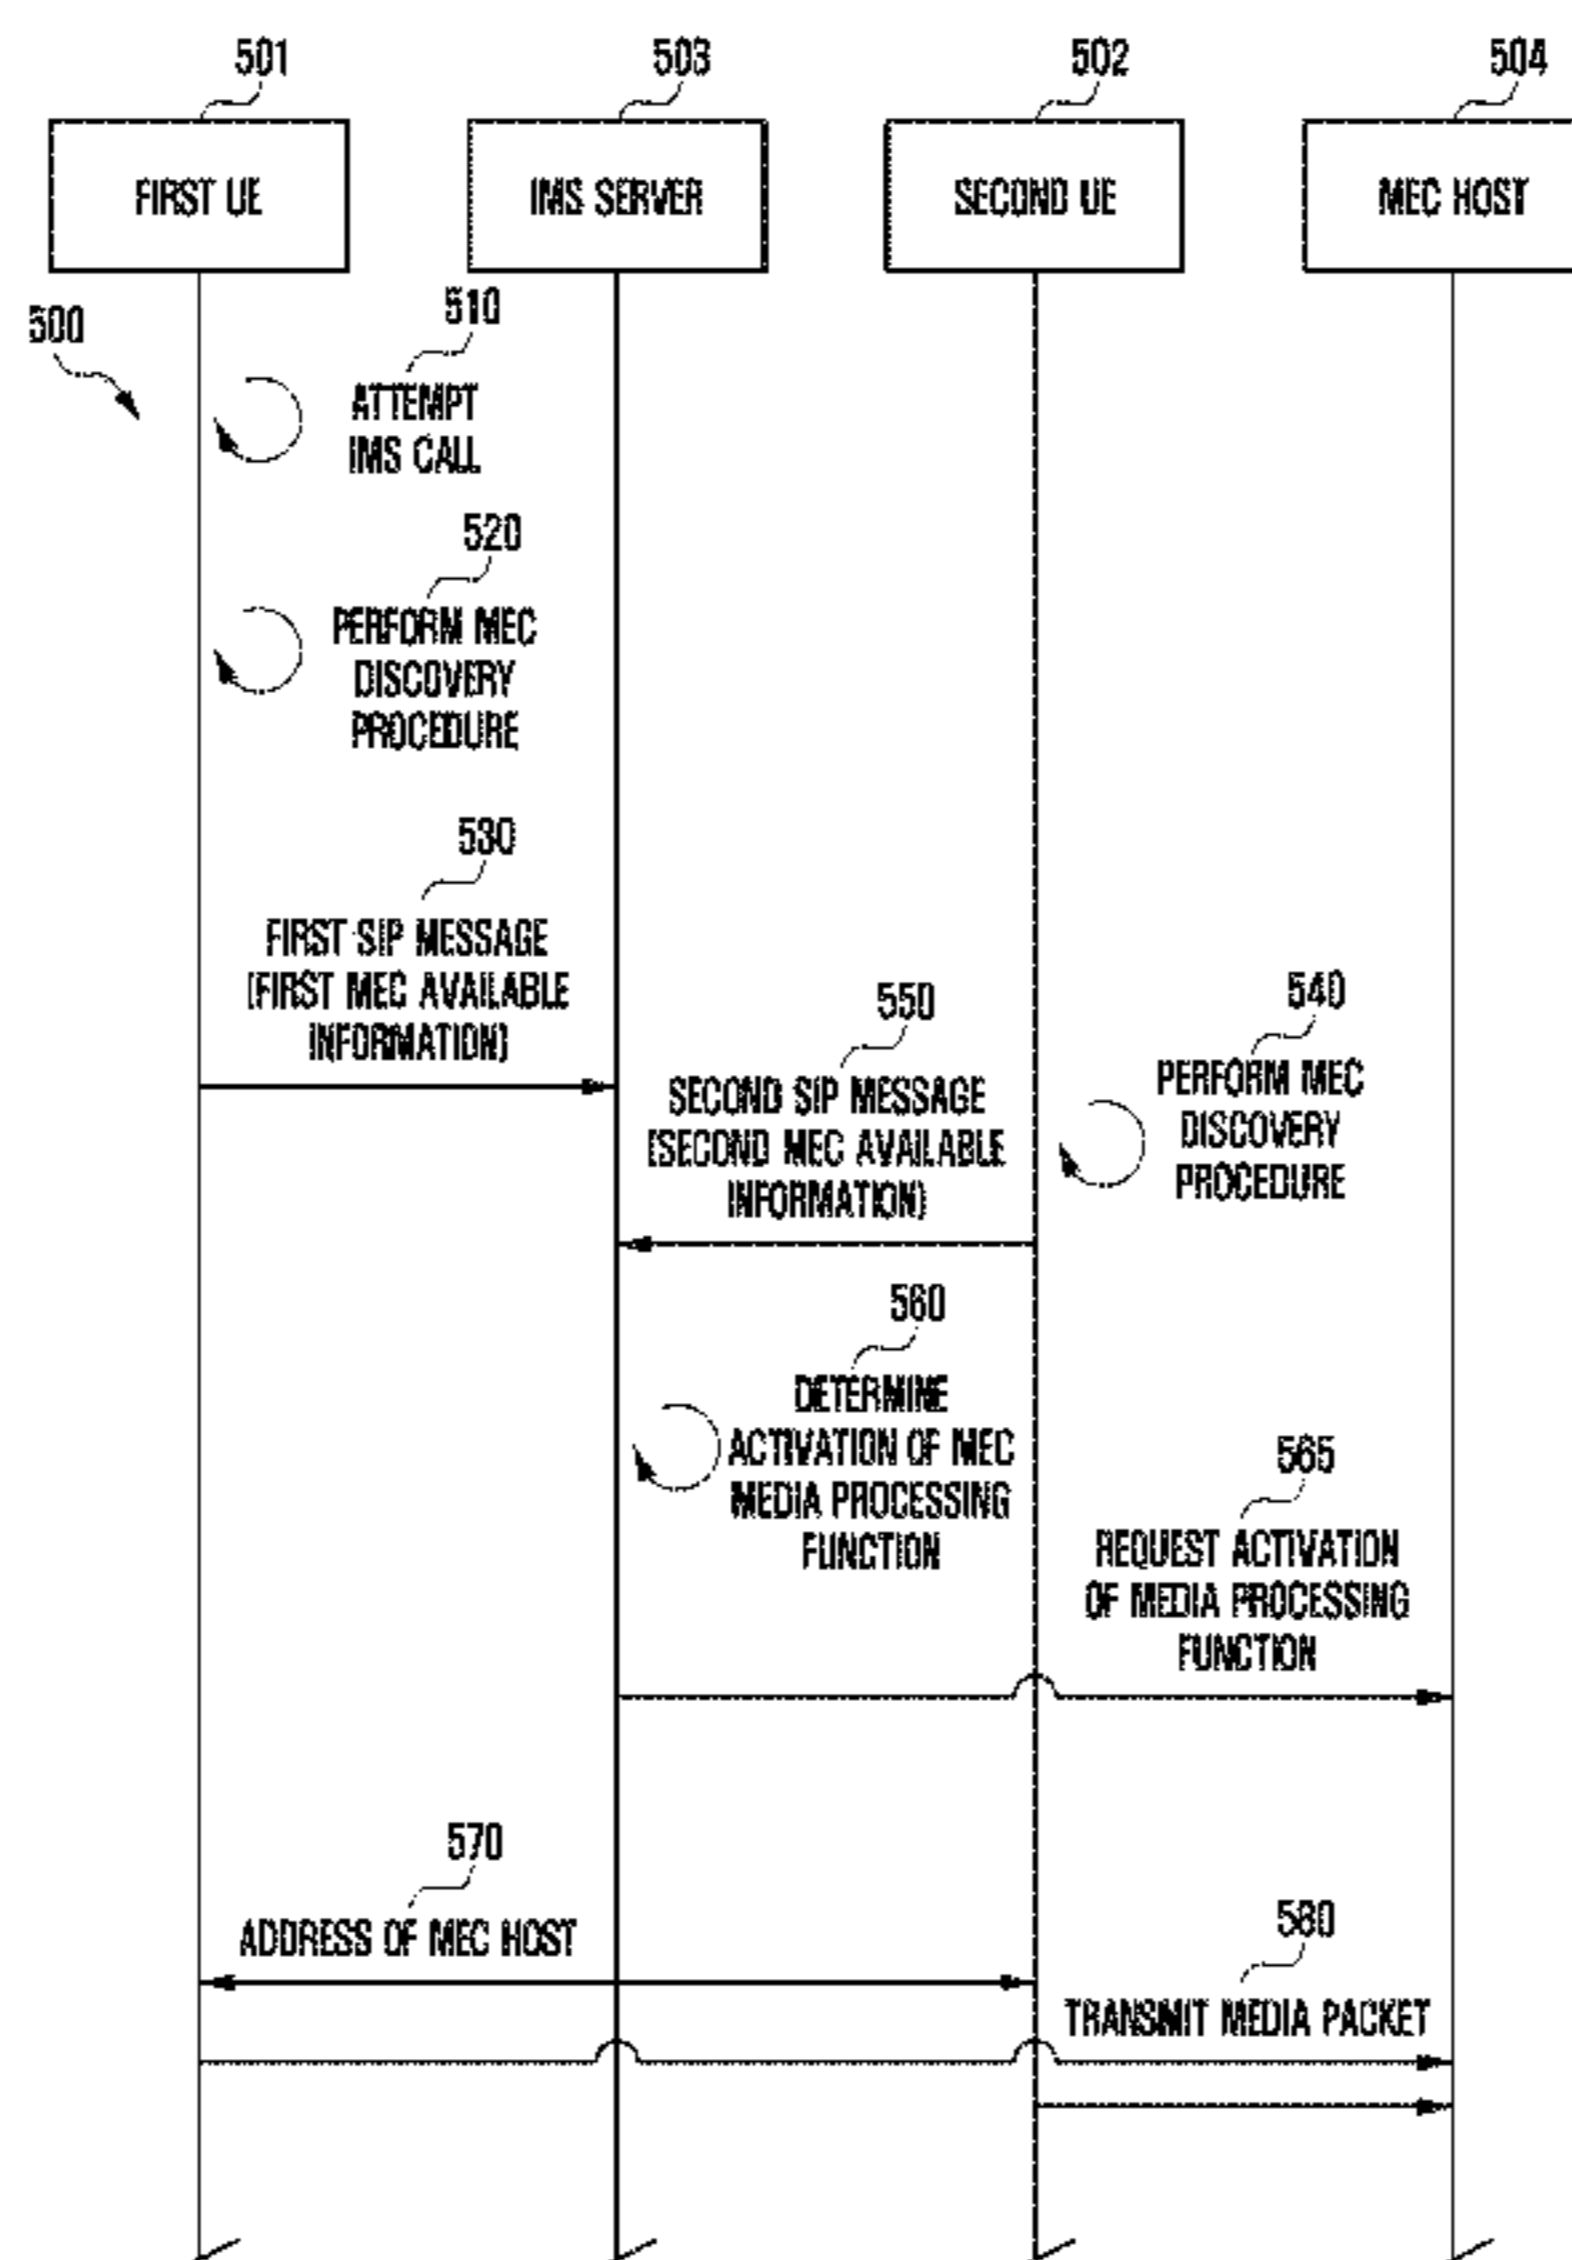 501
503
502
504
FIRST UE
IMS SERVER
SECOND UE
MEC HOST
500
510
ATTEMPT
IMS CALL
520
PERFORM MEC
DISCOVERY
PROCEDURE
530
FIRST SIP MESSAGE
(FIRST MEC AVAILABLE
INFORMATION)
540
PERFORM MEC
DISCOVERY
PROCEDURE
550
SECOND SIP MESSAGE
(SECOND MEC AVAILABLE
INFORMATION)
560
DETERMINE
ACTIVATION OF MEC
MEDIA PROCESSING
FUNCTION
565
REQUEST ACTIVATION
OF MEDIA PROCESSING
FUNCTION
570
ADDRESS OF MEC HOST
580
TRANSMIT MEDIA PACKET